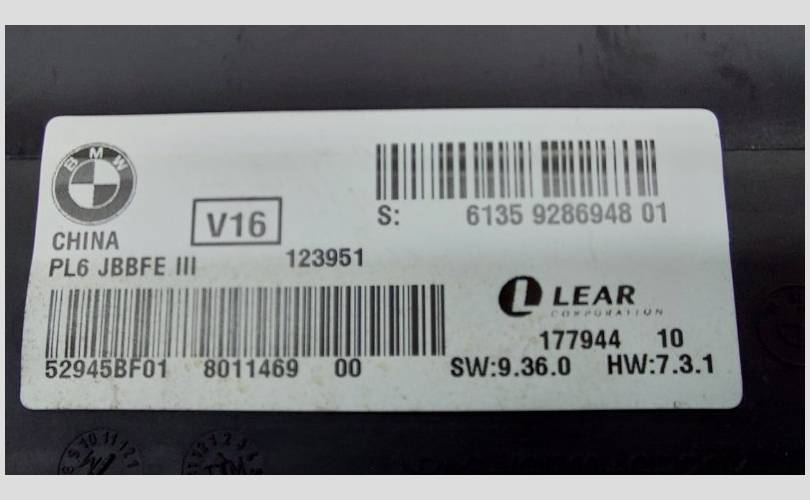 BMW
V16
S: 6135 9286948 01
CHINA
PL6 JBBFE III 123951
LEAR
CORPORATION
177944 10
52945BF01 8011469 00
SW:9.36.0 HW:7.3.1